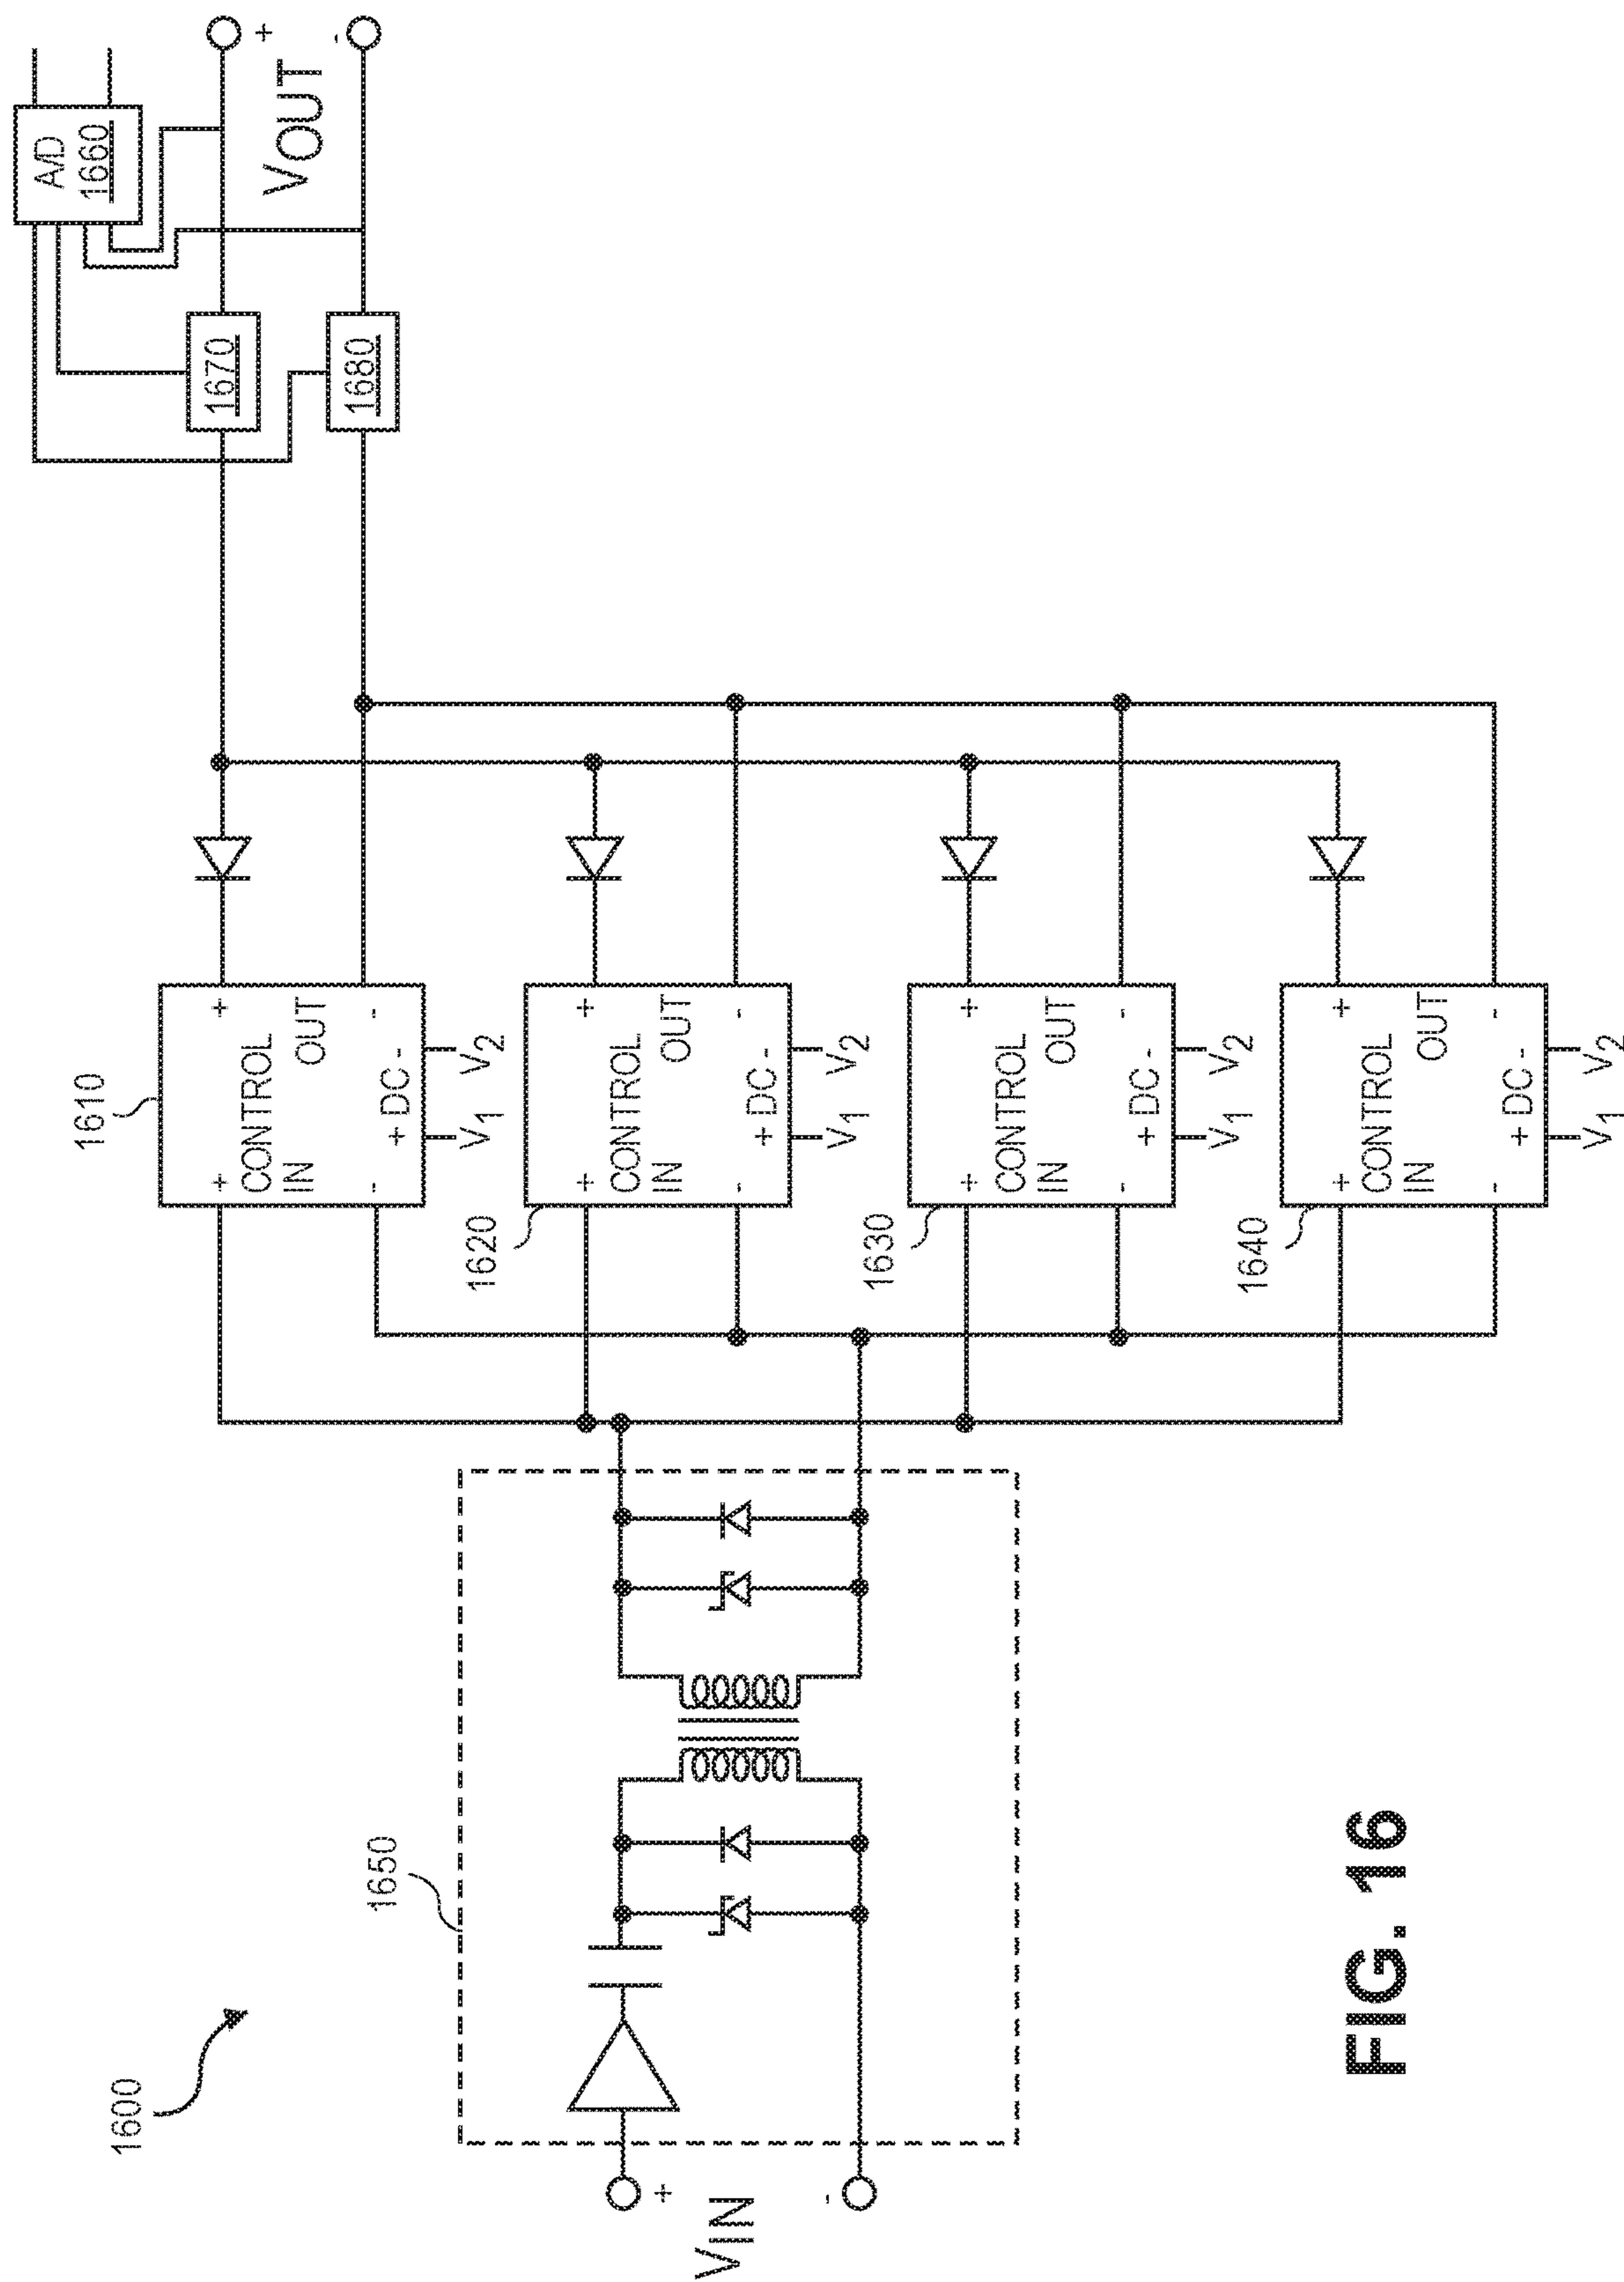 1600
VIN
+
-
1650
1610
+
CONTROL
IN
-
+
OUT
-
+ DC -
V1
V2
1620
+
CONTROL
IN
-
+
OUT
-
+ DC -
V1
V2
1630
+
CONTROL
IN
-
+
OUT
-
+ DC -
V1
V2
1640
+
CONTROL
IN
-
+
OUT
-
+ DC -
V1
V2
1670
1680
A/D
1660
+
VOUT
-
FIG. 16